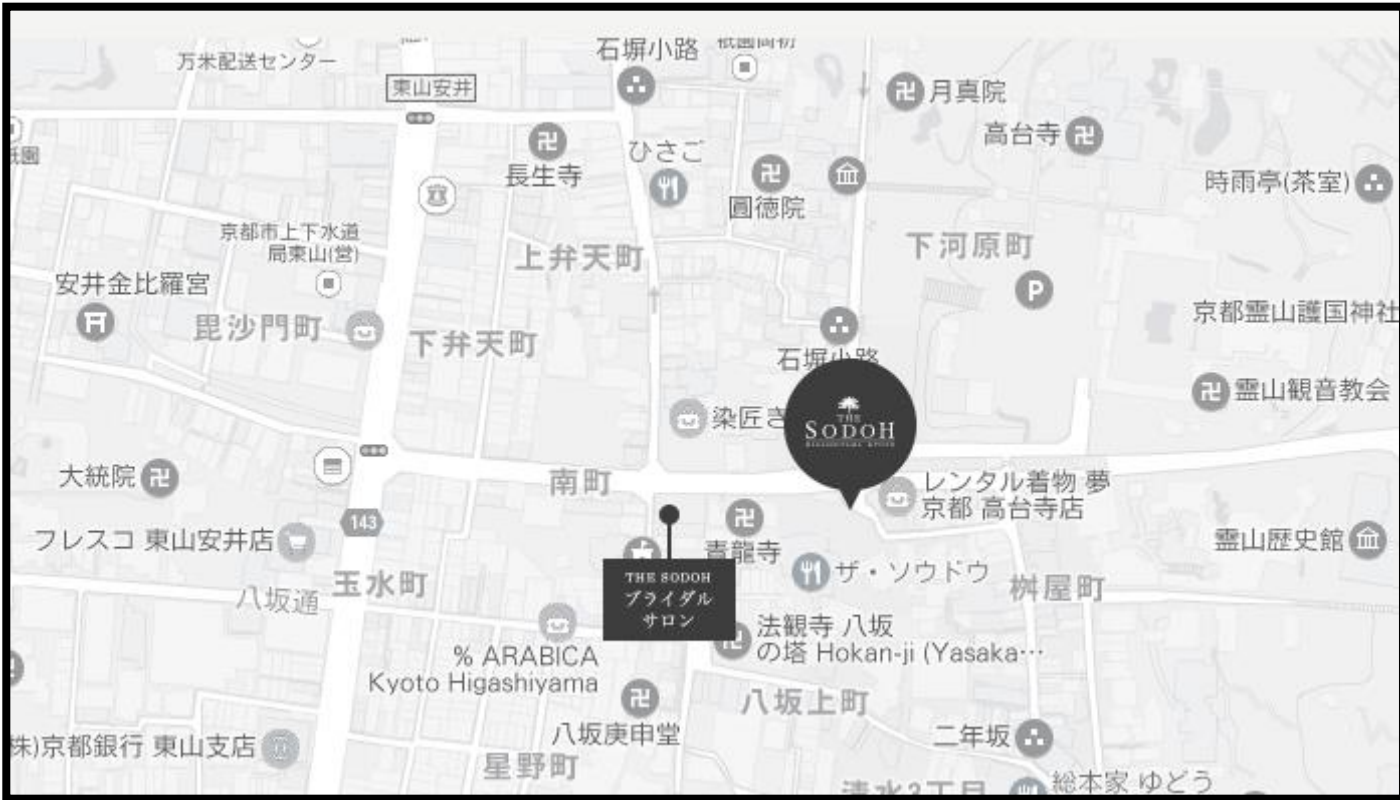 万米配送センター
東山安井
石塀小路
月真院
高台寺
長生寺
ひさご
圓徳院
時雨亭(茶室)
祇園
京都市上下水道
局東山(営)
上弁天町
下河原町
安井金比羅宮
毘沙門町
下弁天町
石塀小路
京都霊山護国神社
霊山観音教会
染匠き
THE
SODOH
大統院
南町
レンタル着物 夢
京都 高台寺店
143
フレスコ 東山安井店
青龍寺
霊山歴史館
ザ・ソウドウ
THE SODOH
ブライダル
サロン
玉水町
八坂通
桝屋町
法観寺 八坂
の塔 Hokan-ji (Yasaka…
% ARABICA
Kyoto Higashiyama
八坂上町
八坂庚申堂
二年坂
株)京都銀行 東山支店
星野町
清水3丁目
総本家 ゆどう
P